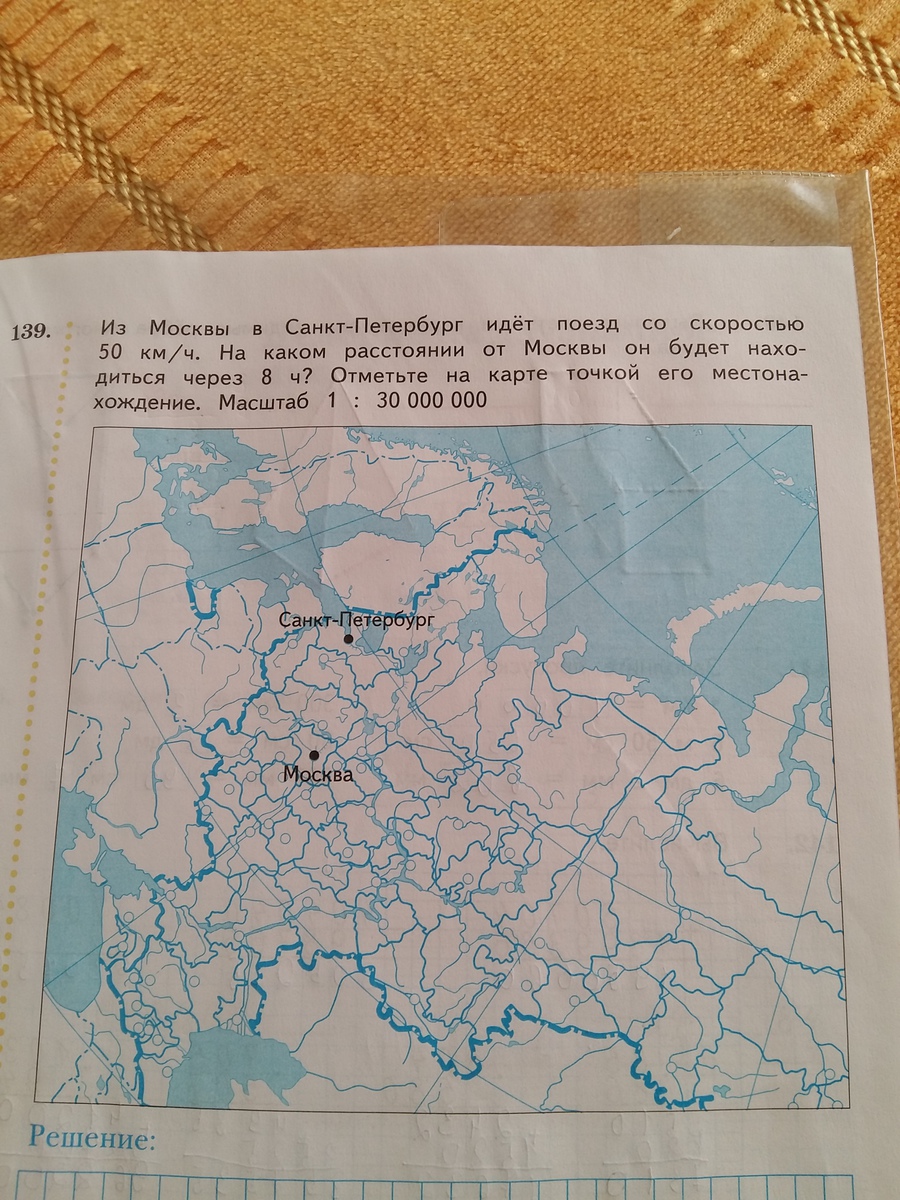 139. Из Москвы в Санкт-Петербург идёт поезд со скоростью
50 км/ч. На каком расстоянии от Москвы он будет нахо-
диться через 8 ч? Отметьте на карте точкой его местона-
хождение. Масштаб 1 : 30 000 000
Санкт-Петербург
Москва
Решение: